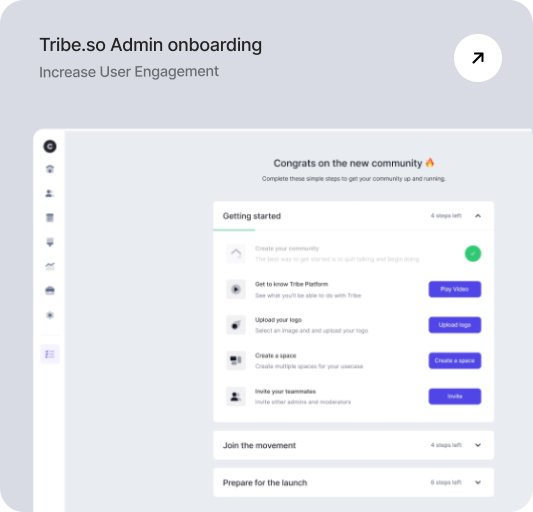 Tribe.so Admin onboarding
Increase User Engagement
C
Congrats on the new community 🔥
Complete these simple steps to get your community up and running.
Getting started
4 steps left
Create your community
The best way to get started is to quit talking and begin doing
Get to know Tribe Platform
See what you'll be able to do with Tribe
Play Video
Upload your logo
Select an image and and upload your logo
Upload logo
Create a space
Create multiple spaces for your usecase
Create a space
Invite your teammates
Invite other admins and moderators
Invite
Join the movement
4 steps left
Prepare for the launch
6 steps left